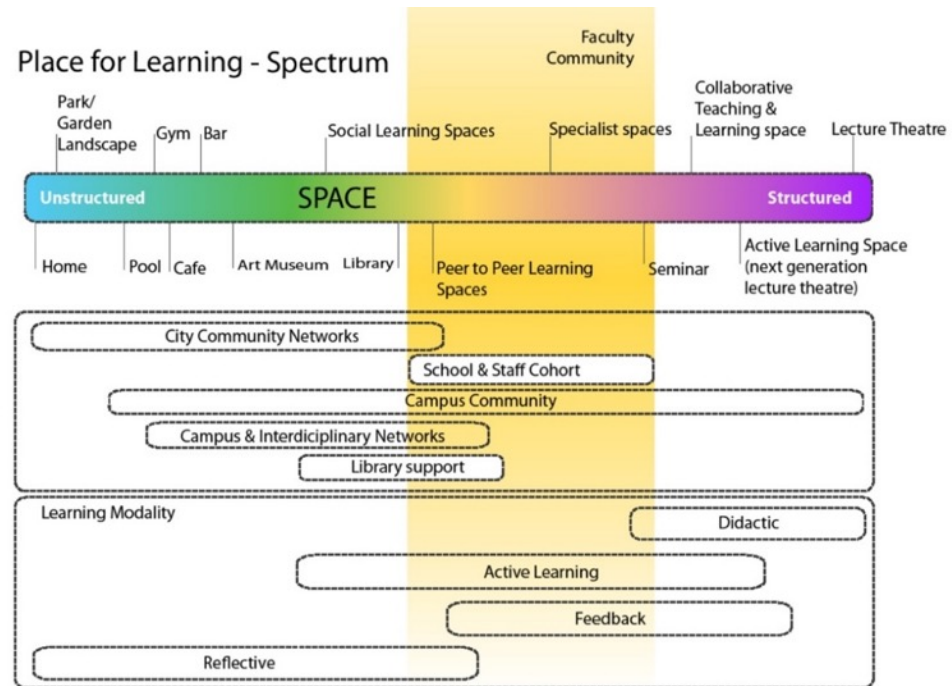 Faculty
Community
Place for Learning - Spectrum
Park/
Garden
Landscape
Gym
Bar
Social Learning Spaces
Specialist spaces
Collaborative
Teaching &
Learning space
Lecture Theatre
Unstructured
SPACE
Structured
Home
Pool
Cafe
Art Museum
Library
Peer to Peer Learning
Spaces
Seminar
Active Learning Space
(next generation
lecture theatre)
City Community Networks
School & Staff Cohort
Campus Community
Campus & Interdiciplinary Networks
Library support
Learning Modality
Didactic
Active Learning
Feedback
Reflective